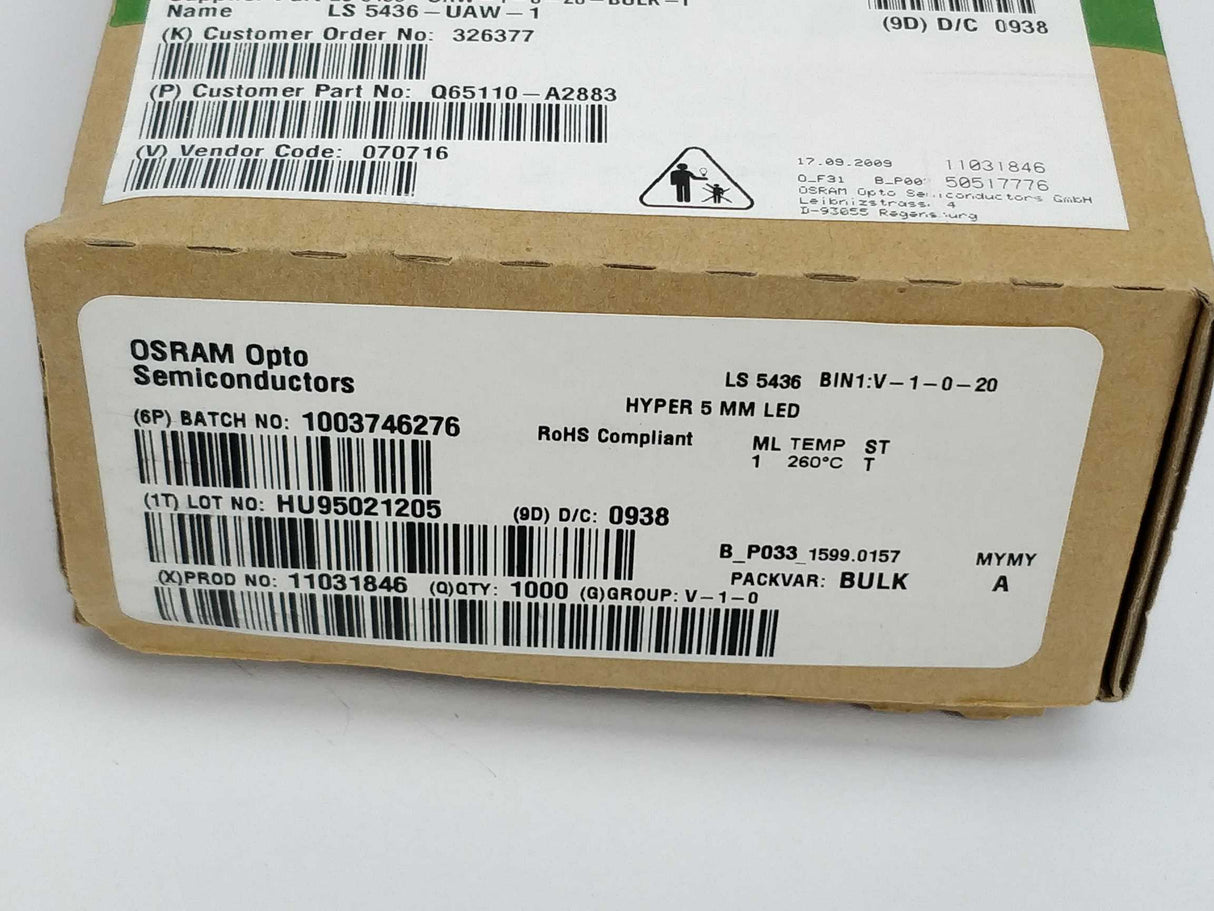 Name LS 5436-UAW-1
(9D) D/C 0938
(K) Customer Order No: 326377
(P) Customer Part No: Q65110-A2883
(V) Vendor Code: 070716
17.09.2009 11031846
O_F31 B_P00 50517776
OSRAM Opto Semiconductors GmbH
Leibnizstrass. 4
D-93055 Regensburg
OSRAM Opto
Semiconductors
LS 5436 BIN1:V-1-0-20
HYPER 5 MM LED
(6P) BATCH NO: 1003746276
RoHS Compliant
ML TEMP ST
1 260°C T
(1T) LOT NO: HU95021205
(9D) D/C: 0938
B_P033_1599.0157
MYMY
PACKVAR: BULK
A
(X)PROD NO: 11031846 (Q)QTY: 1000 (G)GROUP: V-1-0